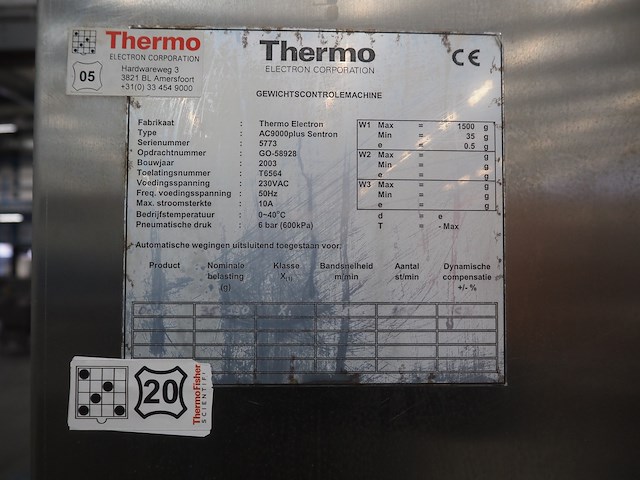 Thermo
ELECTRON CORPORATION
Hardwareweg 3
3821 BL Amersfoort
+31(0) 33 454 9000
05
Thermo
ELECTRON CORPORATION
CE
GEWICHTSCONTROLEMACHINE
Fabrikaat : Thermo Electron
Type : AC9000plus Sentron
Serienummer : 5773
Opdrachtnummer : GO-58928
Bouwjaar : 2003
Toelatingsnummer : T6564
Voedingsspanning : 230VAC
Freq. voedingsspanning : 50Hz
Max. stroomsterkte : 10A
Bedrijfstemperatuur : 0~40°C
Pneumatische druk : 6 bar (600kPa)
W1 Max = 1500 g
Min = 35 g
e = 0.5 g
W2 Max = g
Min = g
e = g
W3 Max = g
Min = g
e = g
d = e
T = - Max
Automatische wegingen uitsluitend toegestaan voor:
Product Nominale Klasse Bandsnelheid Aantal Dynamische
belasting X(1) m/min st/min compensatie
(g) +/- %
20
ThermoFisher
SCIENTIFIC